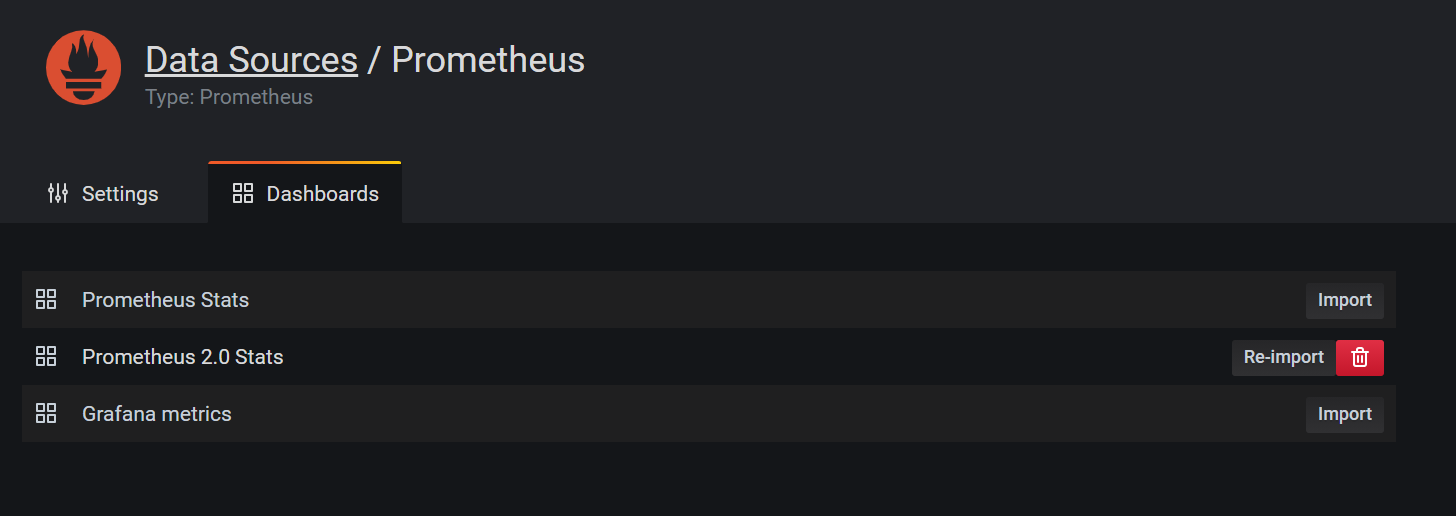 Data Sources / Prometheus
Type: Prometheus
Settings
Dashboards
Prometheus Stats
Import
Prometheus 2.0 Stats
Re-import
Grafana metrics
Import